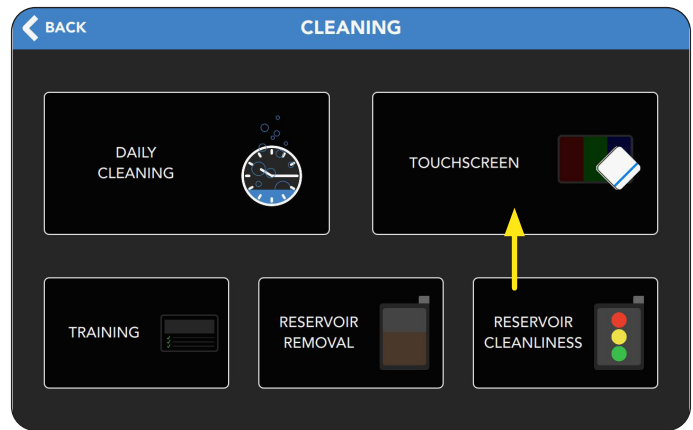 BACK
CLEANING
DAILY
CLEANING
TOUCHSCREEN
TRAINING
RESERVOIR
REMOVAL
RESERVOIR
CLEANLINESS